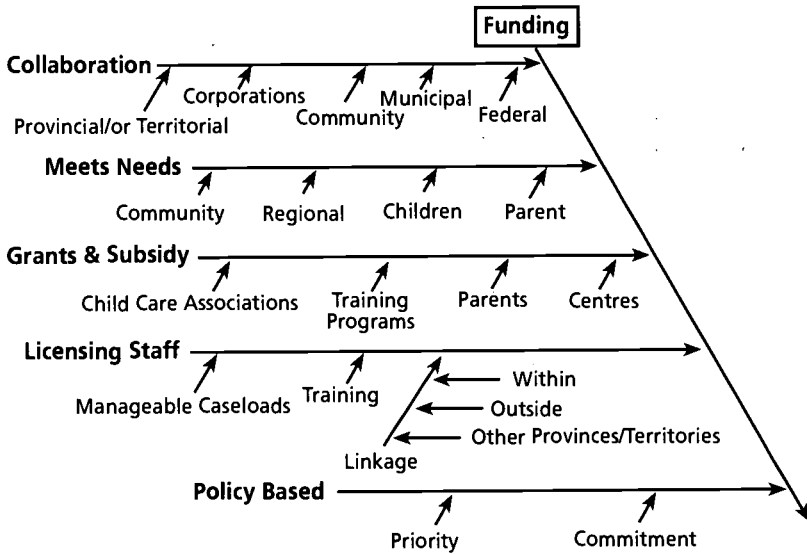 Funding
Collaboration
Corporations
Municipal
Provincial/or Territorial
Community
Federal
Meets Needs
Community
Regional
Children
Parent
Grants & Subsidy
Child Care Associations
Training
Programs
Parents
Centres
Licensing Staff
Manageable Caseloads
Training
Within
Outside
Other Provinces/Territories
Linkage
Policy Based
Priority
Commitment